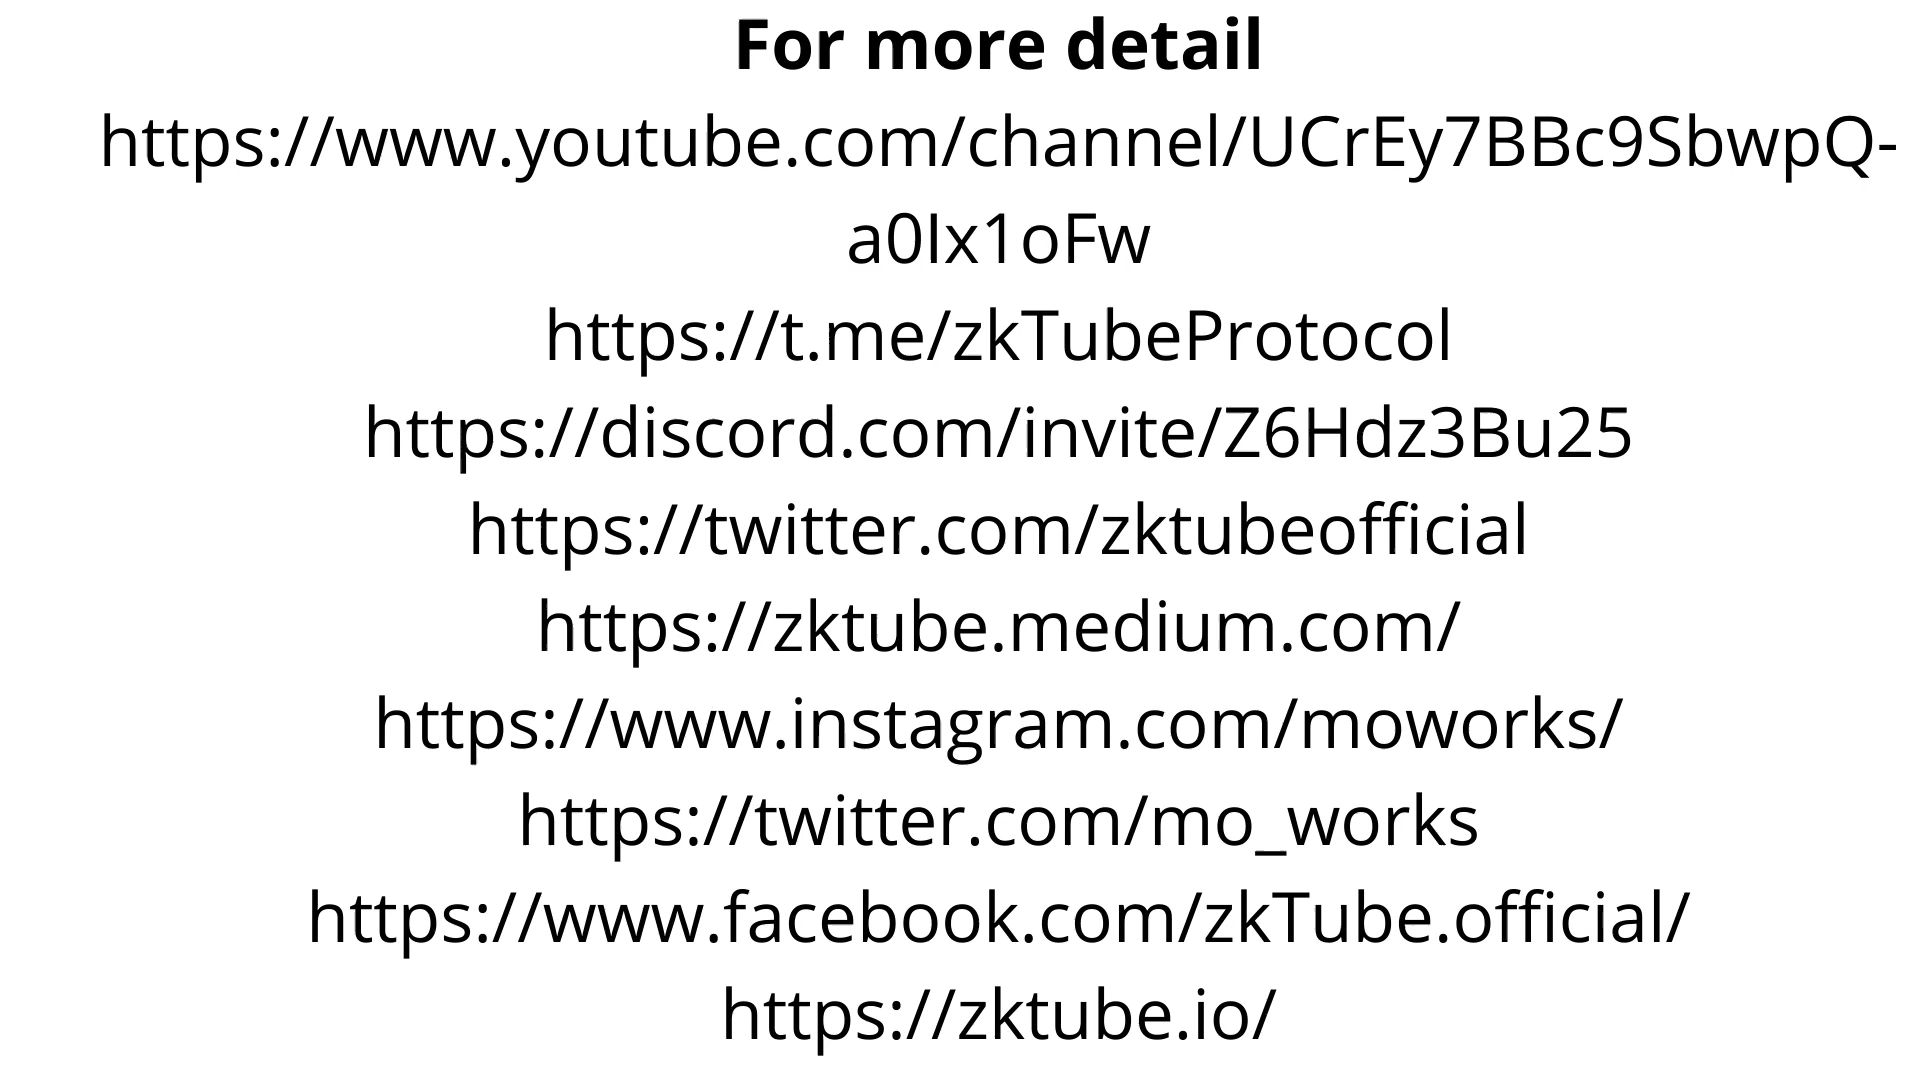 For more detail
https://www.youtube.com/channel/UCrEy7BBc9SbwpQ-
a0Ix1oFw
https://t.me/zkTubeProtocol
https://discord.com/invite/Z6Hdz3Bu25
https://twitter.com/zktubeofficial
https://zktube.medium.com/
https://www.instagram.com/moworks/
https://twitter.com/mo_works
https://www.facebook.com/zkTube.official/
https://zktube.io/